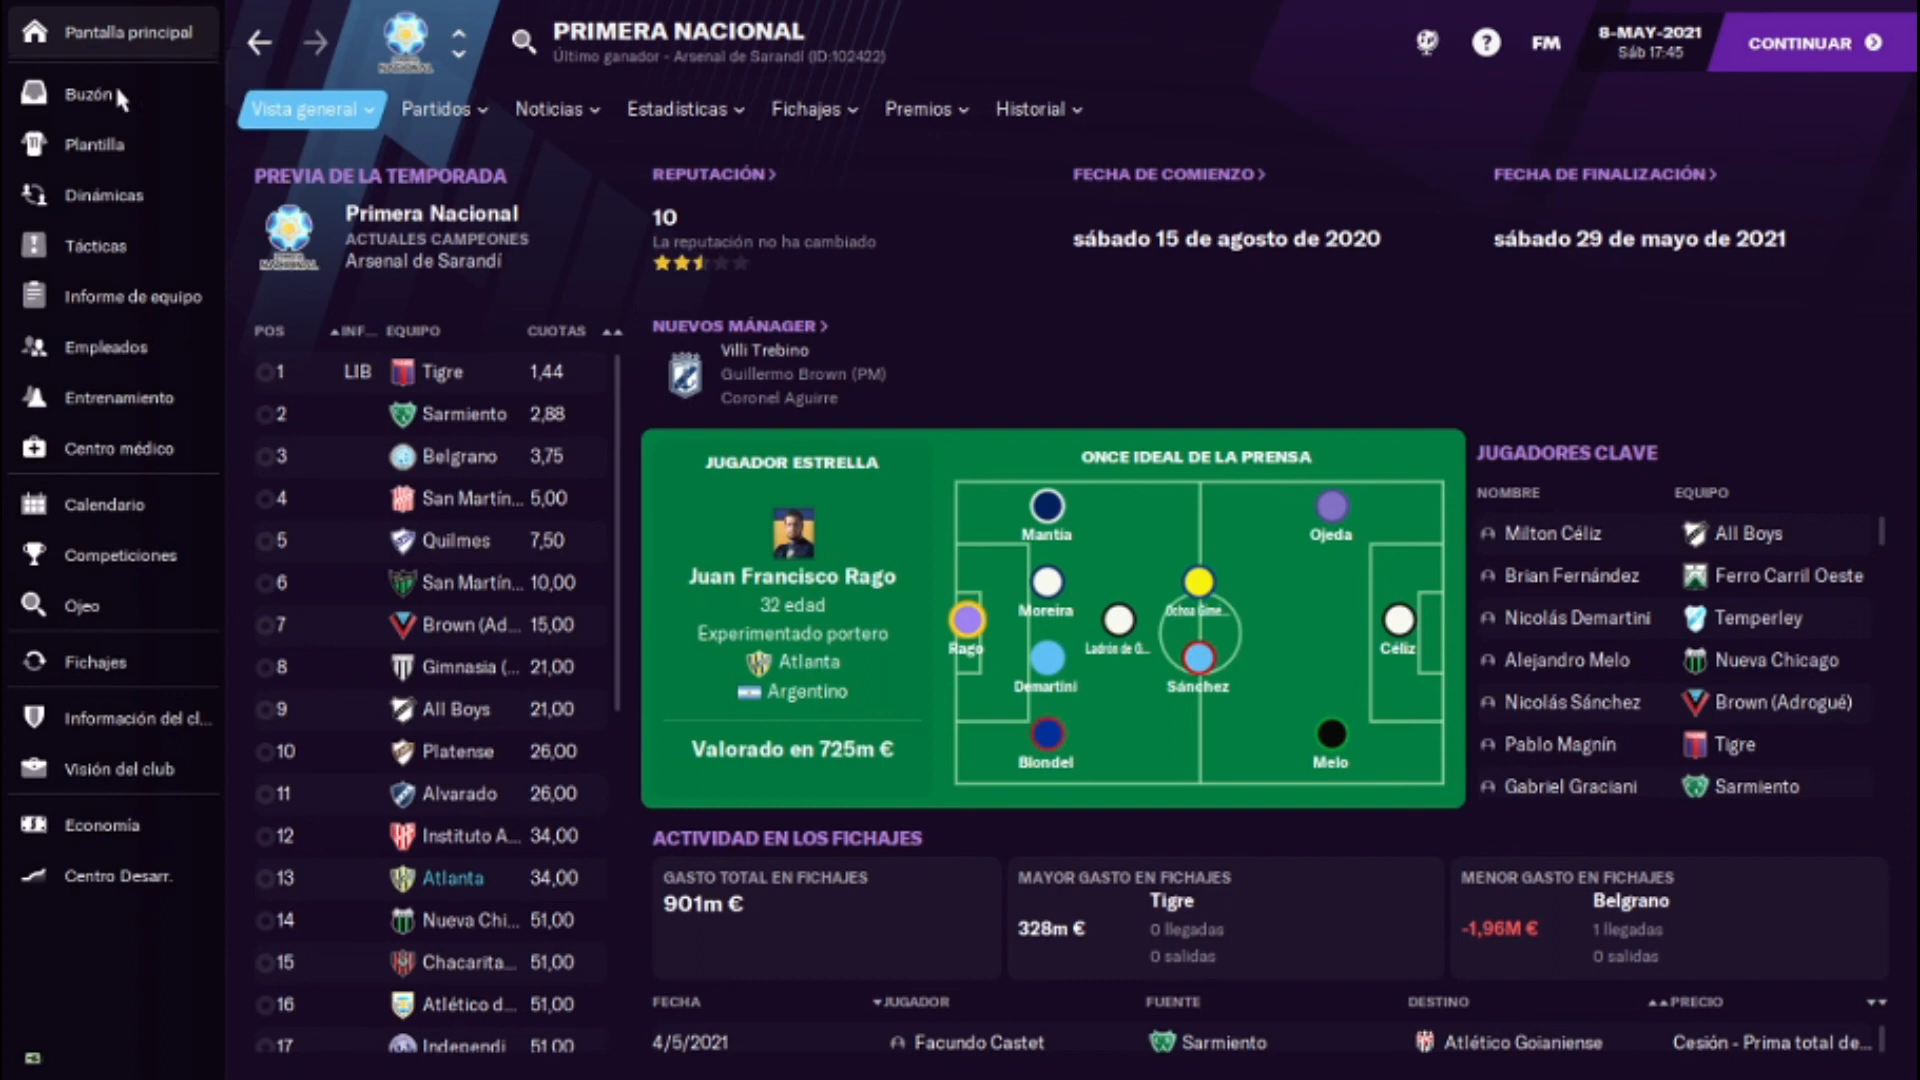 Pantalla principal
Buzón
Plantilla
Dinámicas
Tácticas
Informe de equipo
Empleados
Entrenamiento
Centro médico
Calendario
Competiciones
Ojeo
Fichajes
Información del cl...
Visión del club
Economía
Centro Desarr.
PRIMERA NACIONAL
Último ganador - Arsenal de Sarandí (ID:102422)
FM
8-MAY-2021
Sáb 17:45
CONTINUAR
Vista general
Partidos
Noticias
Estadísticas
Fichajes
Premios
Historial
PREVIA DE LA TEMPORADA
Primera Nacional
ACTUALES CAMPEONES
Arsenal de Sarandí
REPUTACIÓN
10
La reputación no ha cambiado
FECHA DE COMIENZO
sábado 15 de agosto de 2020
FECHA DE FINALIZACIÓN
sábado 29 de mayo de 2021
POS INF... EQUIPO CUOTAS
1 LIB Tigre 1,44
2 Sarmiento 2,88
3 Belgrano 3,75
4 San Martín... 5,00
5 Quilmes 7,50
6 San Martín... 10,00
7 Brown (Ad... 15,00
8 Gimnasia (... 21,00
9 All Boys 21,00
10 Platense 26,00
11 Alvarado 26,00
12 Instituto A... 34,00
13 Atlanta 34,00
14 Nueva Chi... 51,00
15 Chacarita... 51,00
16 Atlético d... 51,00
17 Independi 51,00
NUEVOS MÁNAGER
Villi Trebino
Guillermo Brown (PM)
Coronel Aguirre
JUGADOR ESTRELLA
Juan Francisco Rago
32 edad
Experimentado portero
Atlanta
Argentino
Valorado en 725m €
ONCE IDEAL DE LA PRENSA
Mantia
Ojeda
Moreira
Ochoa Gime...
Rago
Ladrón de G...
Céliz
Demartini
Sánchez
Blondel
Melo
JUGADORES CLAVE
NOMBRE EQUIPO
Milton Céliz All Boys
Brian Fernández Ferro Carril Oeste
Nicolás Demartini Temperley
Alejandro Melo Nueva Chicago
Nicolás Sánchez Brown (Adrogué)
Pablo Magnín Tigre
Gabriel Graciani Sarmiento
ACTIVIDAD EN LOS FICHAJES
GASTO TOTAL EN FICHAJES
901m €
MAYOR GASTO EN FICHAJES
Tigre
328m €
0 llegadas
0 salidas
MENOR GASTO EN FICHAJES
Belgrano
-1,96M €
1 llegadas
0 salidas
FECHA JUGADOR FUENTE DESTINO PRECIO
4/5/2021 Facundo Castet Sarmiento Atlético Goianiense Cesión - Prima total de...